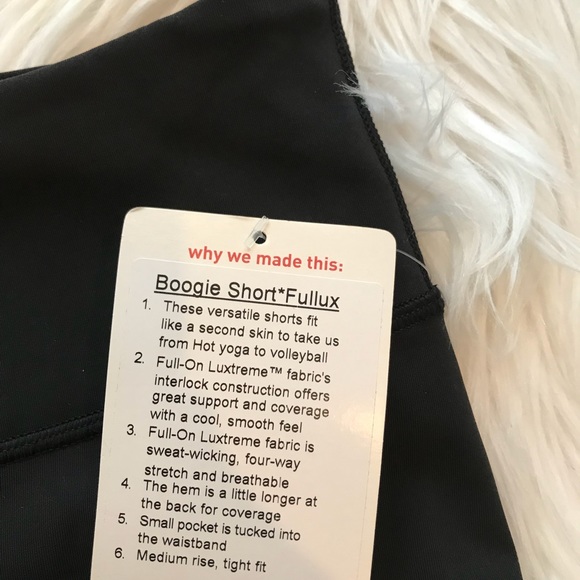 why we made this:
Boogie Short*Fullux
1. These versatile shorts fit
like a second skin to take us
from Hot yoga to volleyball
2. Full-On Luxtreme™ fabric's
interlock construction offers
great support and coverage
with a cool, smooth feel
3. Full-On Luxtreme fabric is
sweat-wicking, four-way
stretch and breathable
4. The hem is a little longer at
the back for coverage
5. Small pocket is tucked into
the waistband
6. Medium rise, tight fit